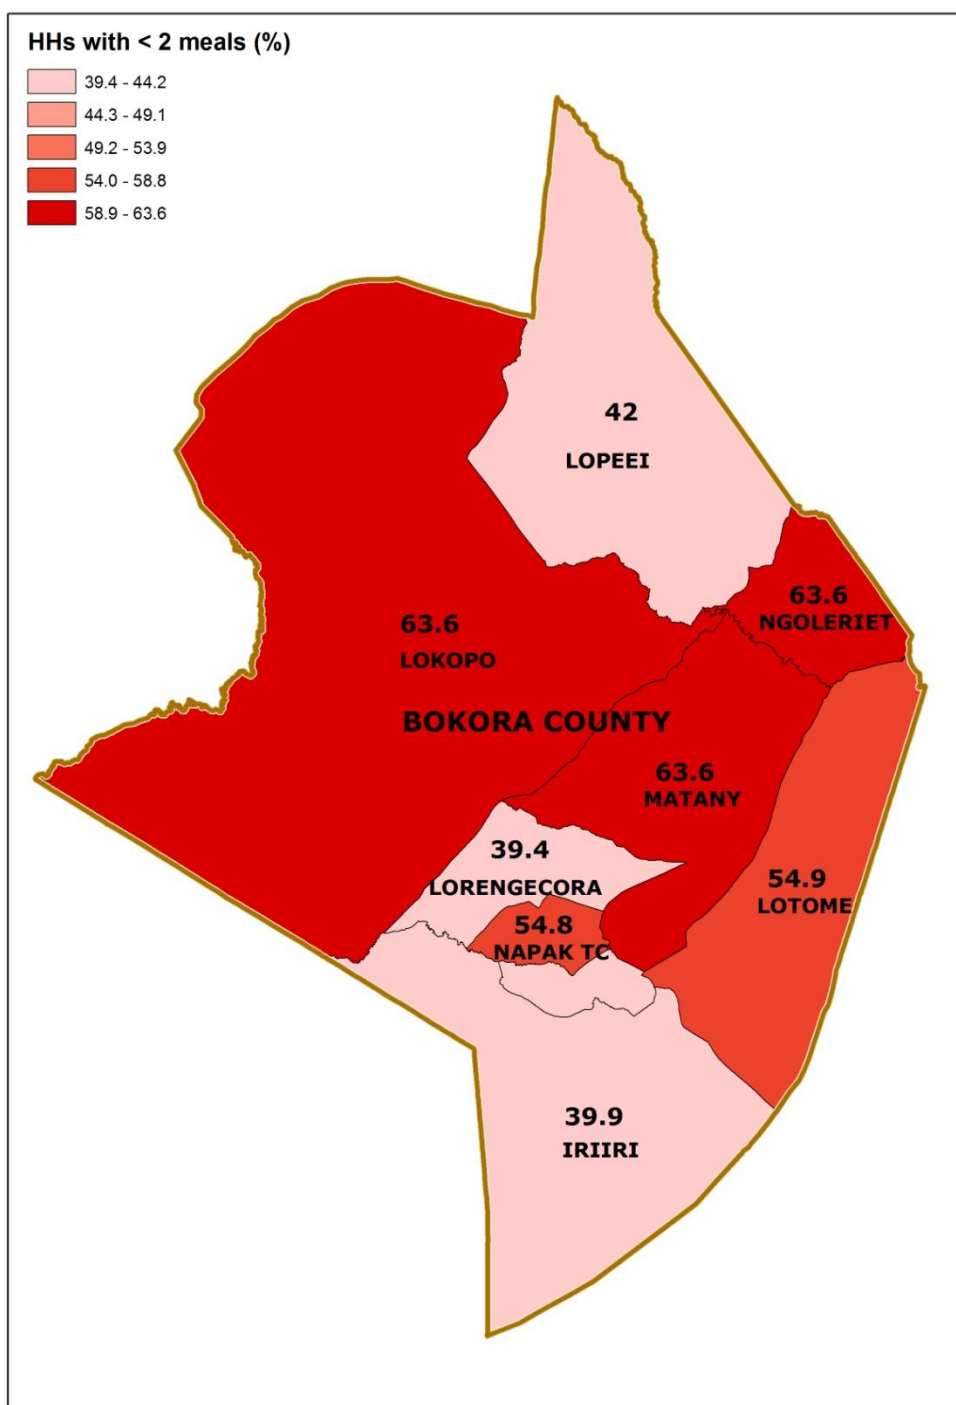 HHs with < 2 meals (%)
39.4 - 44.2
44.3 - 49.1
49.2 - 53.9
54.0 - 58.8
58.9 - 63.6
42
LOPEEI
63.6
NGOLERIET
63.6
LOKOPO
BOKORA COUNTY
63.6
MATANY
39.4
LORENGECORA
54.9
LOTOME
54.8
NAPAK TC
39.9
IRIIRI